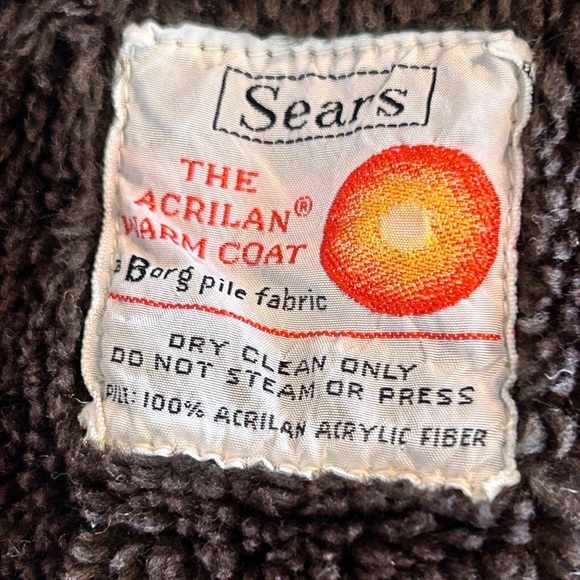 Sears
THE
ACRILAN®
WARM COAT
a Borg pile fabric
DRY CLEAN ONLY
DO NOT STEAM OR PRESS
PILE: 100% ACRILAN ACRYLIC FIBER